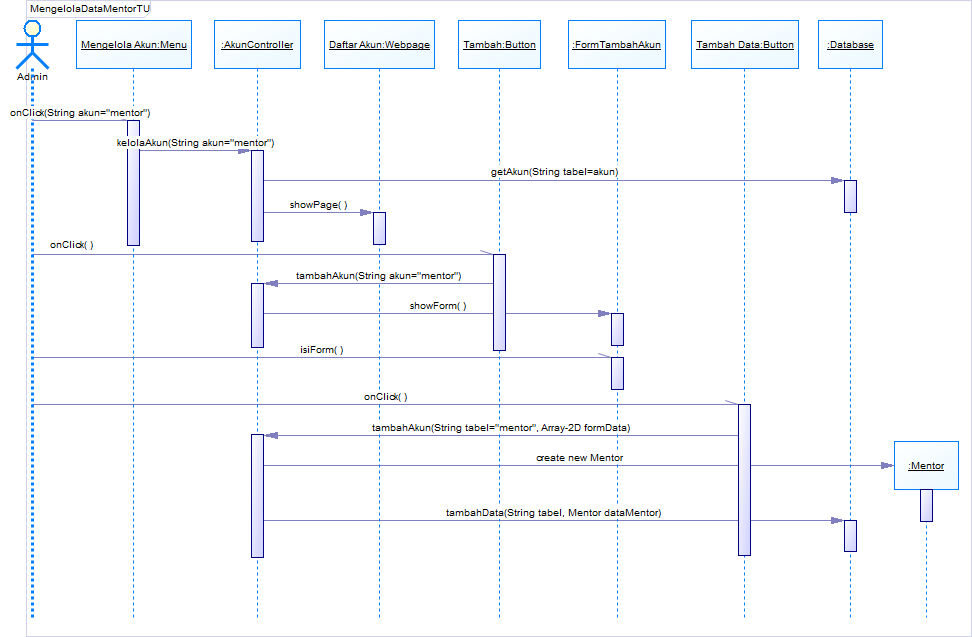 MengelolaDataMentorTU
Admin
Mengelola Akun:Menu
:AkunController
Daftar Akun:Webpage
Tambah:Button
:FormTambahAkun
Tambah Data:Button
:Database
onClick(String akun="mentor")
kelolaAkun(String akun="mentor")
getAkun(String tabel=akun)
showPage( )
onClick( )
tambahAkun(String akun="mentor")
showForm( )
isiForm( )
onClick( )
tambahAkun(String tabel="mentor", Array-2D formData)
create new Mentor
:Mentor
tambahData(String tabel, Mentor dataMentor)